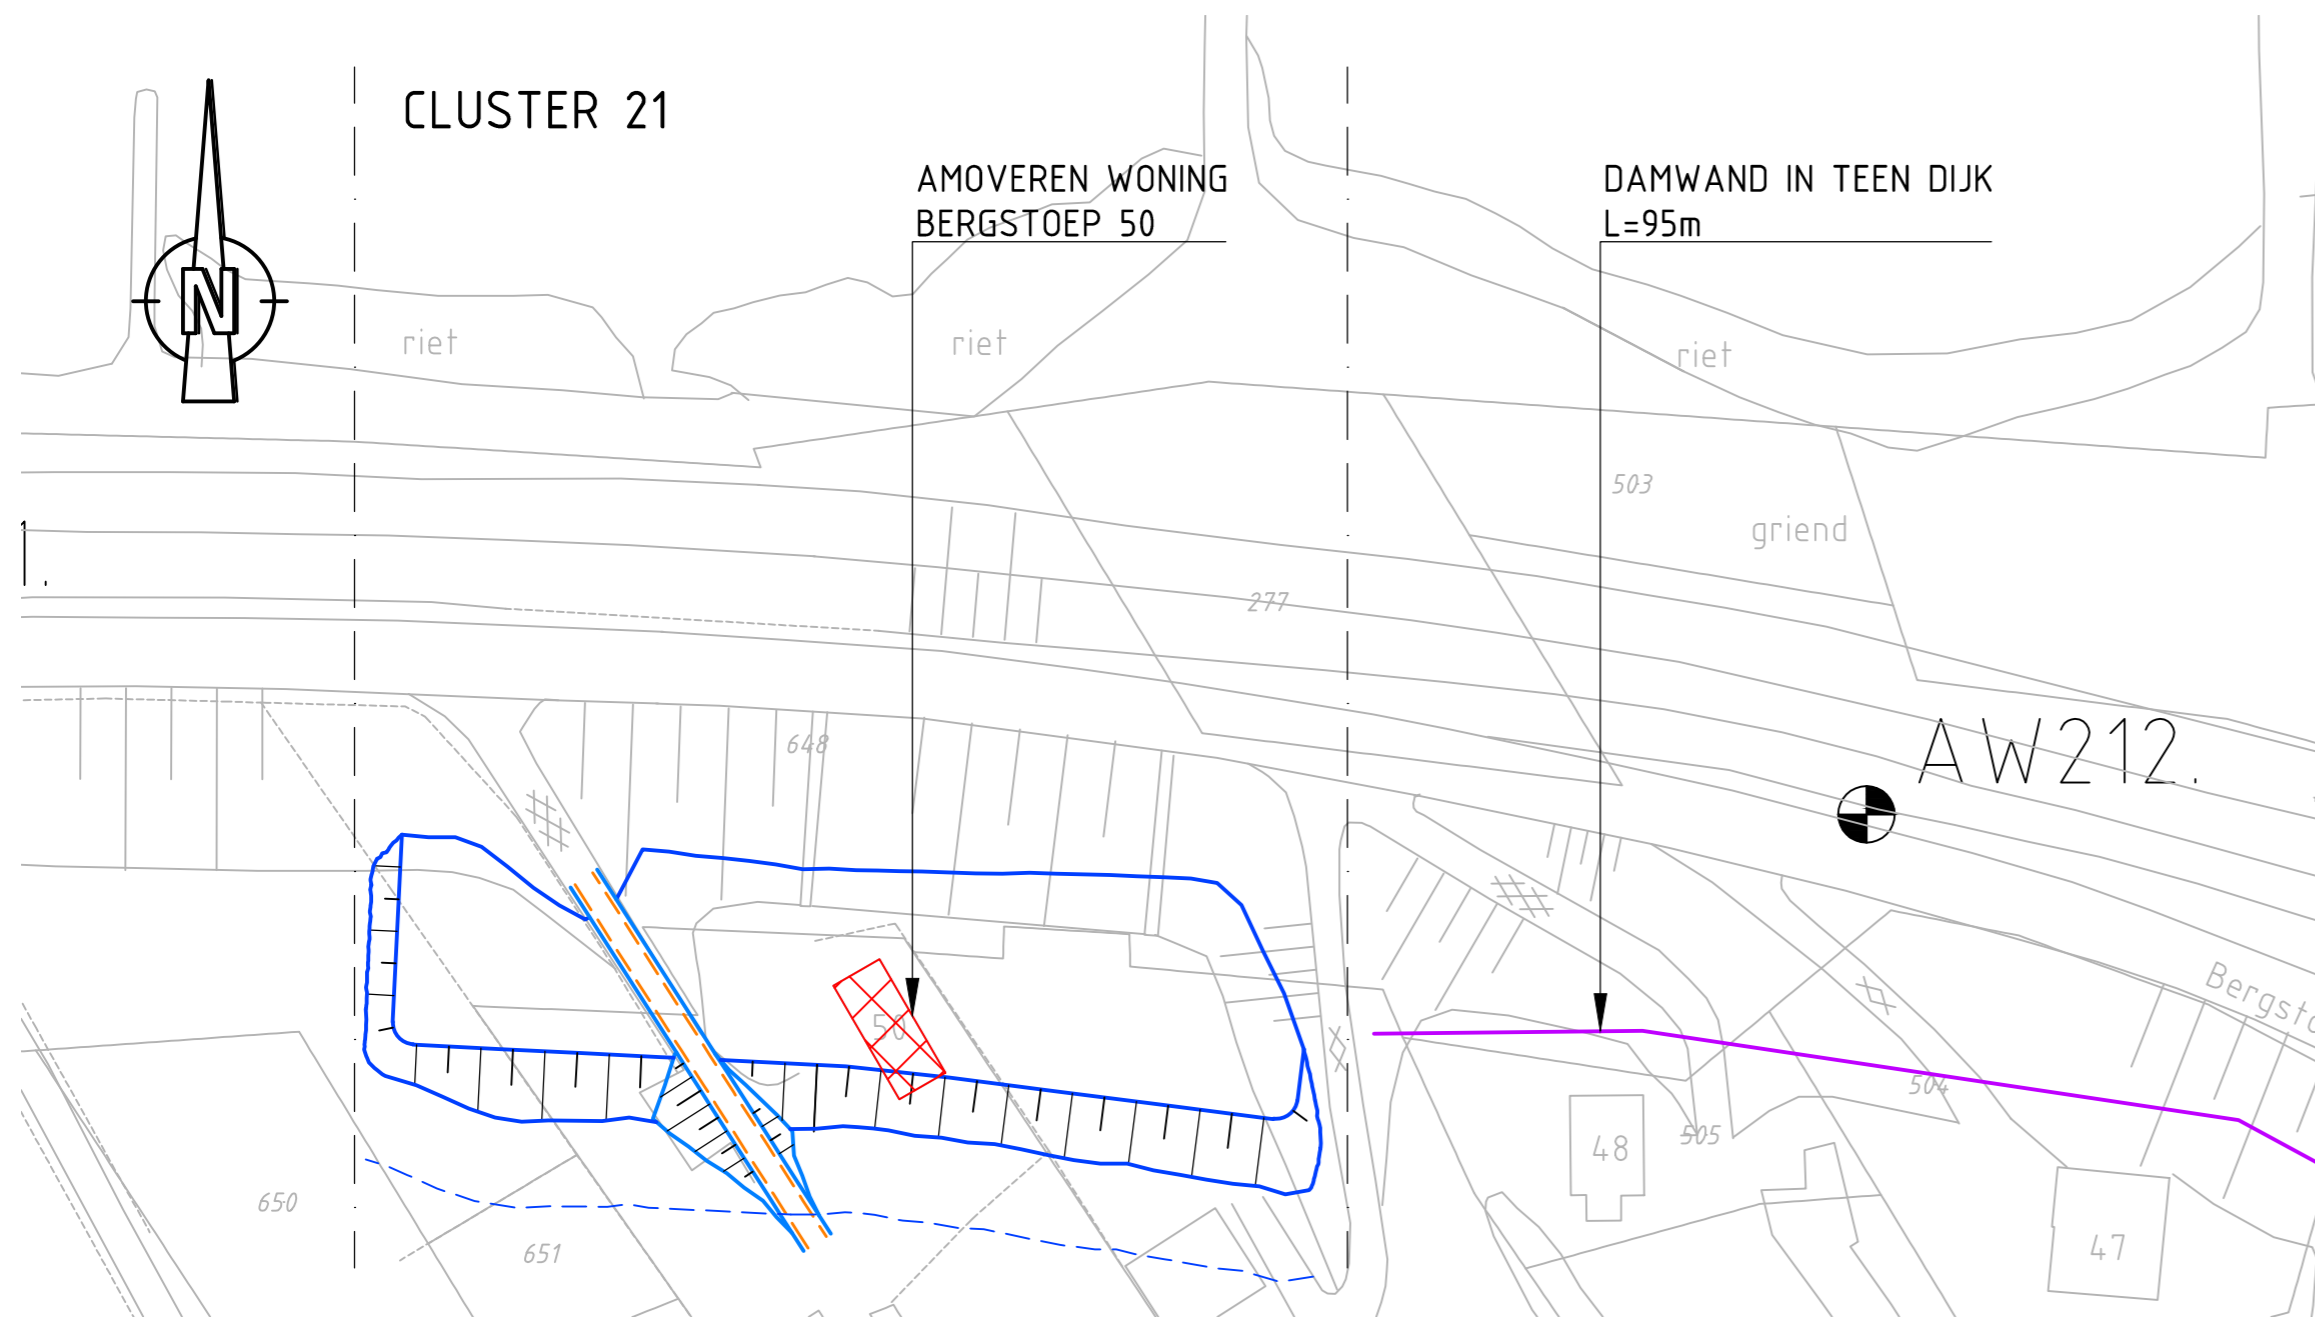 CLUSTER 21
AMOVEREN WONING
BERGSTOEP 50
DAMWAND IN TEEN DIJK
L=95m
N
riet
riet
riet
503
griend
1.
277
648
AW212.
50
504
505
48
47
650
651